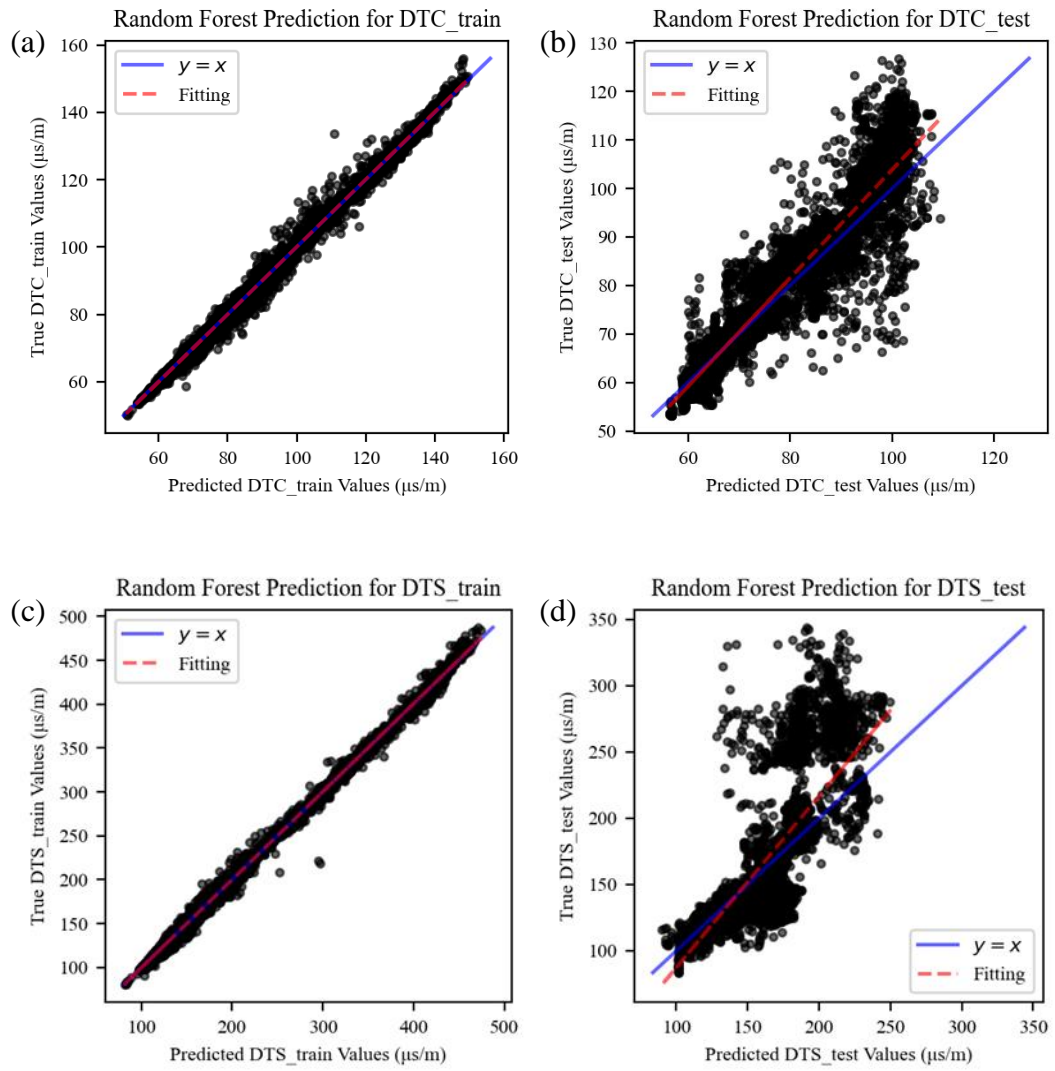 Random Forest Prediction for DTC_train
(a)
160
140
120
100
80
60
True DTC_train Values (μs/m)
y = x
Fitting
60
80
100
120
140
160
Predicted DTC_train Values (μs/m)
Random Forest Prediction for DTC_test
(b)
130
120
110
100
90
80
70
60
50
True DTC_test Values (μs/m)
y = x
Fitting
60
80
100
120
Predicted DTC_test Values (μs/m)
Random Forest Prediction for DTS_train
(c)
500
450
400
350
300
250
200
150
100
True DTS_train Values (μs/m)
y = x
Fitting
100
200
300
400
500
Predicted DTS_train Values (μs/m)
Random Forest Prediction for DTS_test
(d)
350
300
250
200
150
100
True DTS_test Values (μs/m)
y = x
Fitting
100
150
200
250
300
350
Predicted DTS_test Values (μs/m)